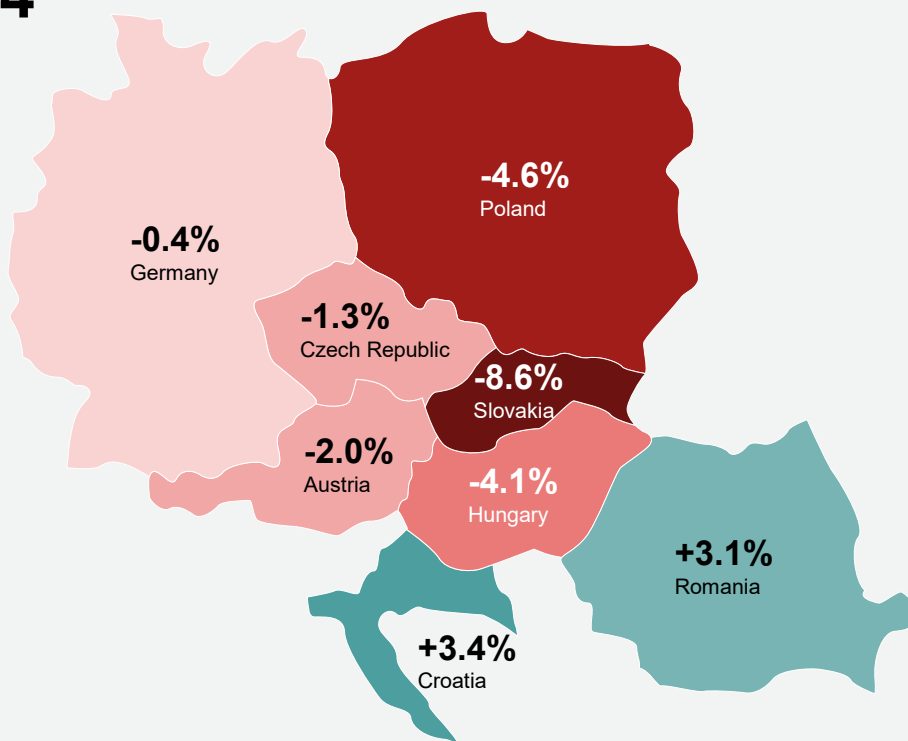 4
-4.6%
Poland
-0.4%
Germany
-1.3%
Czech Republic
-8.6%
Slovakia
-2.0%
Austria
-4.1%
Hungary
+3.1%
Romania
+3.4%
Croatia